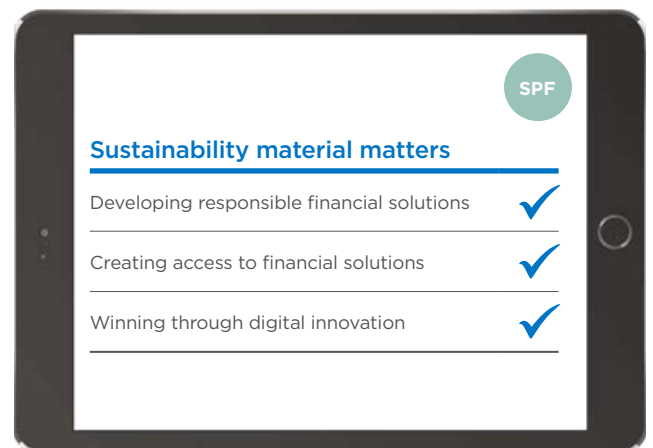 SPF
Sustainability material matters
Developing responsible financial solutions
Creating access to financial solutions
Winning through digital innovation